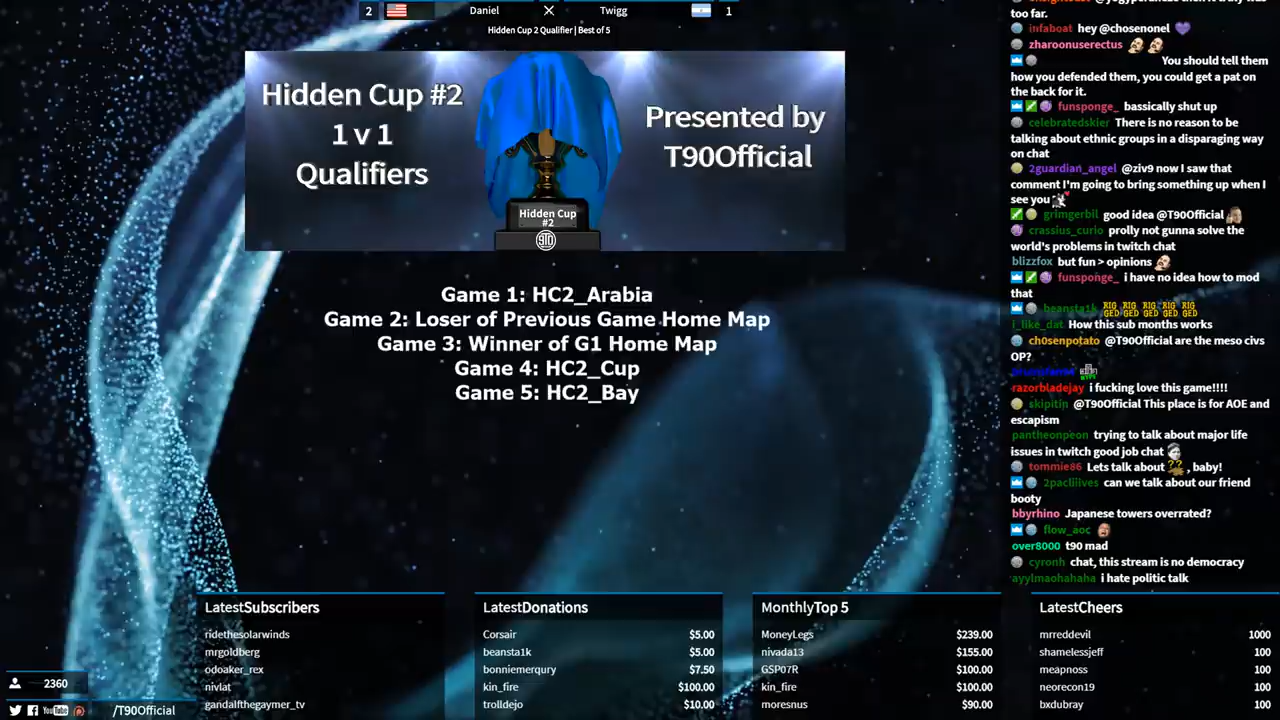 2 Daniel Twigg 1
Hidden Cup 2 Qualifier | Best of 5
Hidden Cup #2
1 v 1
Qualifiers
Presented by
T90Official
Hidden Cup
#2
Game 1: HC2_Arabia
Game 2: Loser of Previous Game Home Map
Game 3: Winner of G1 Home Map
Game 4: HC2_Cup
Game 5: HC2_Bay
too far.
infaboat hey @chosenonel
zharoonuserectus
You should tell them
how you defended them, you could get a pat on
the back for it.
funsponge_ bassically shut up
celebratedskier There is no reason to be
talking about ethnic groups in a disparaging way
on chat
2guardian_angel @ziv9 now I saw that
comment I'm going to bring something up when I
see you
grimgerbil good idea @T90Official
crassius_curio prolly not gunna solve the
world's problems in twitch chat
blizzfox but fun > opinions
funsponge_ i have no idea how to mod
that
beansta1k RIGGED RIGGED RIGGED RIGGED RIGGED
i_like_dat How this sub months works
ch0senpotato @T90Official are the meso civs
OP?
razorbladejay i fucking love this game!!!!
skipitin @T90Official This place is for AOE and
escapism
pantheonpeon trying to talk about major life
issues in twitch good job chat
tommie86 Lets talk about ?? , baby!
2pacliiives can we talk about our friend
booty
bbyrhino Japanese towers overrated?
flow_aoc
over8000 t90 mad
cyronh chat, this stream is no democracy
ayylmaohahaha i hate politic talk
LatestSubscribers
ridethesolarwinds
mrgoldberg
odoaker_rex
nivlat
gandalfthegaymer_tv
LatestDonations
Corsair $5.00
beansta1k $5.00
bonniemerqury $7.50
kin_fire $100.00
trolldejo $10.00
MonthlyTop 5
MoneyLegs $239.00
nivada13 $155.00
GSP07R $100.00
kin_fire $100.00
moresnus $90.00
LatestCheers
mrreddevil 1000
shamelessjeff 100
meapnoss 100
neorecon19 100
bxdubray 100
2360
YouTube /T90Official